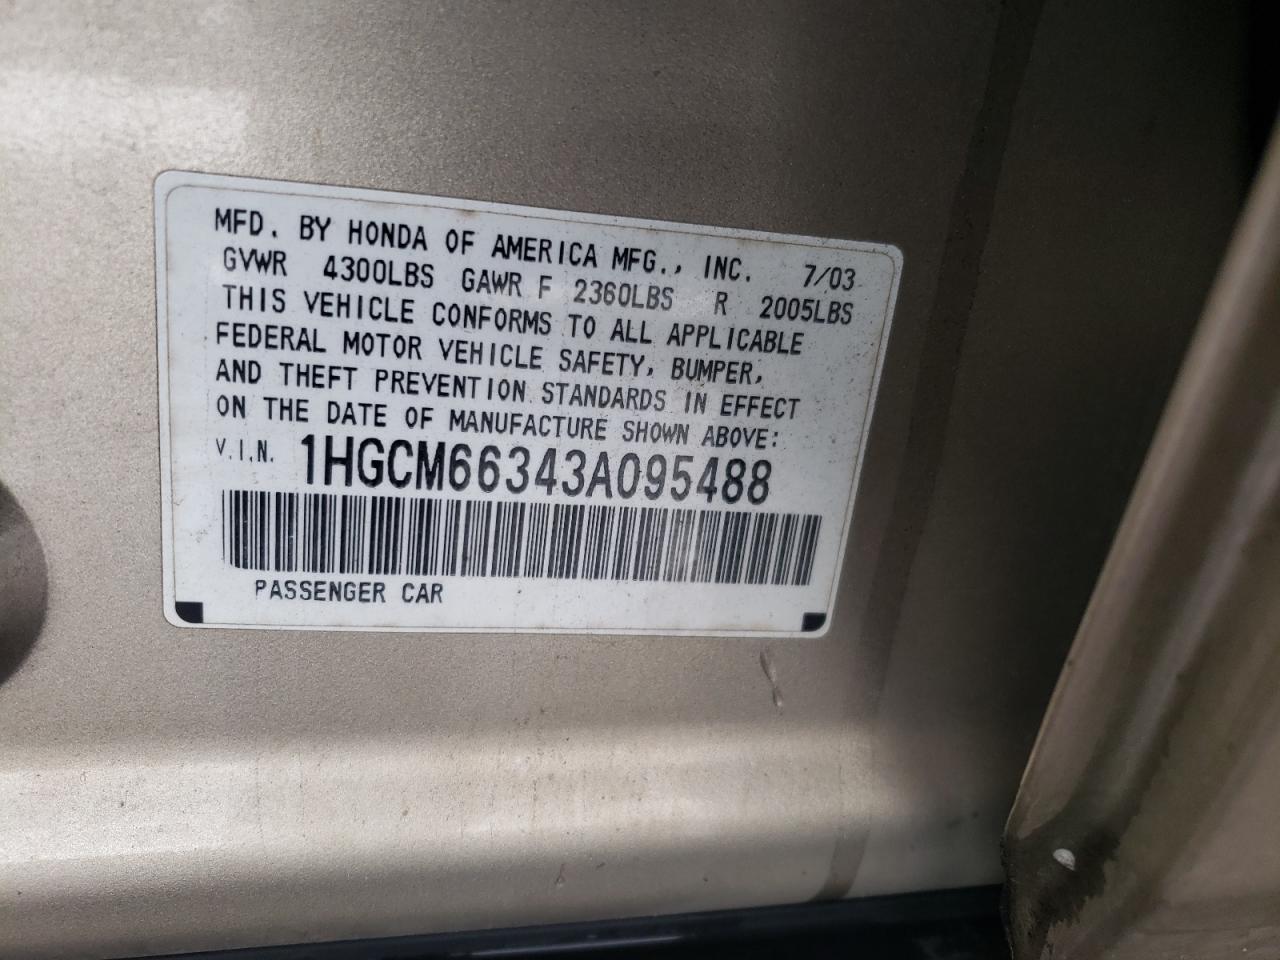 MFD. BY HONDA OF AMERICA MFG., INC. 7/03
GVWR 4300LBS GAWR F 2360LBS R 2005LBS
THIS VEHICLE CONFORMS TO ALL APPLICABLE
FEDERAL MOTOR VEHICLE SAFETY, BUMPER,
AND THEFT PREVENTION STANDARDS IN EFFECT
ON THE DATE OF MANUFACTURE SHOWN ABOVE:
V.I.N. 1HGCM66343A095488
PASSENGER CAR